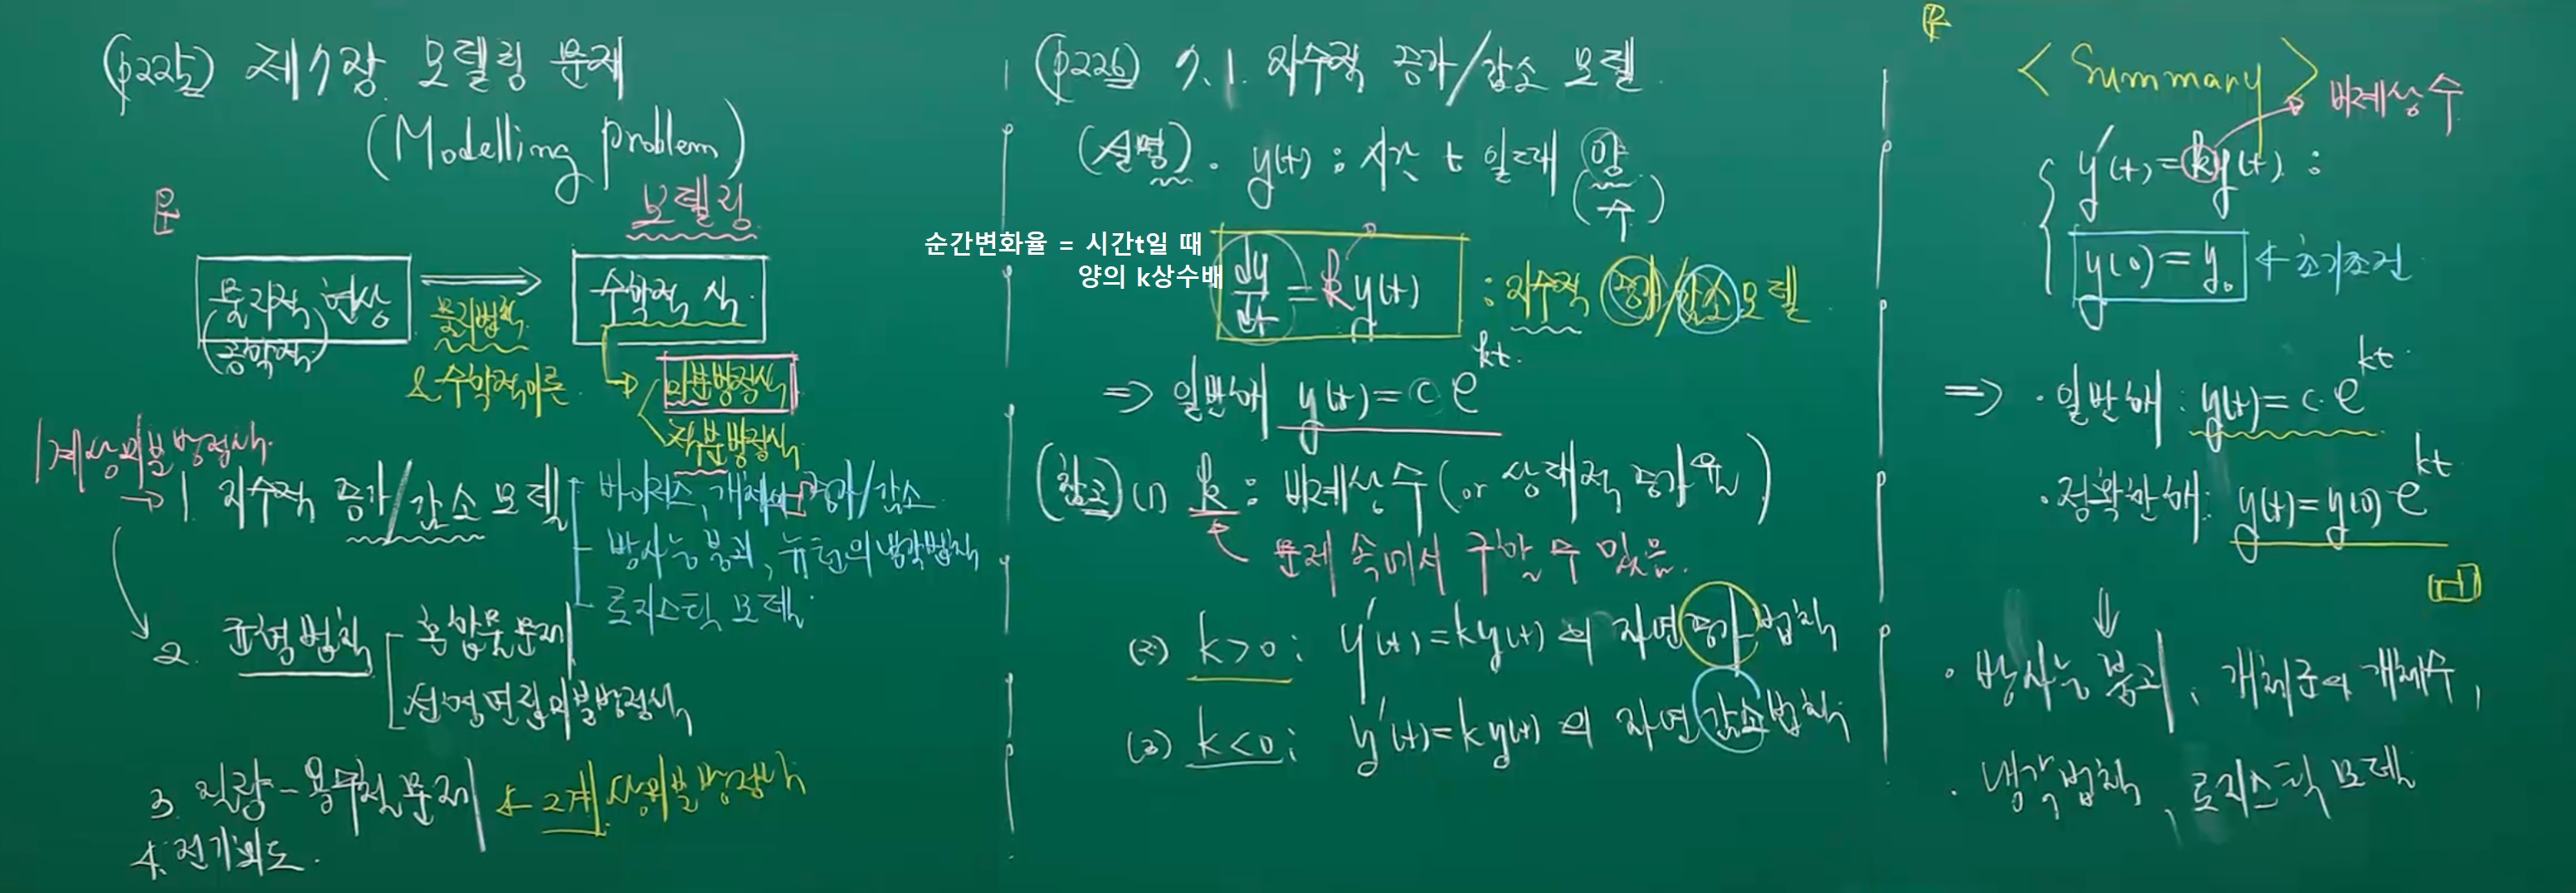 (p225) 제7장 모델링 문제
(Modelling problem)
모델링
물리적 현상
(공학적)
물리법칙
& 수학적이론
수학적 식
미분방정식
적분방정식
1계상미분방정식
→ 1. 지수적 증가/감소 모델
바이러스, 개체의 증가/감소
방사능 붕괴, 뉴턴의 냉각법칙
로지스틱 모델
2. 균형법칙
혼합물문제
선형연립미분방정식
3. 질량-용수철문제 ← 2계상미분방정식
4. 전기회로.
(p226) 7.1. 지수적 증가/감소 모델.
(설명). y(t) : 시간 t 일때 양
(수)
순간변화율 = 시간t일 때
양의 k상수배
dy/dt = k y(t) : 지수적 증가/감소 모델
⇒ 일반해 y(t) = c e^kt.
(참고) (1) k : 비례상수 (or 상대적 증가율)
문제 속에서 구할 수 있음.
(2) k>0 ; y'(t) = ky(t) 의 자연증가법칙
(3) k<0 ; y'(t) = ky(t) 의 자연감소법칙
< Summary >
비례상수
y'(t) = ky(t) :
y(0) = y₀ ← 초기조건
⇒ · 일반해 : y(t) = c·e^kt.
· 정확한해 : y(t) = y(0) e^kt
⇓
· 방사능 붕괴, 개체군의 개체수,
· 냉각법칙, 로지스틱 모델